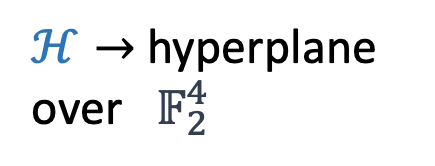 ℋ → hyperplane
over 𝔽₂⁴